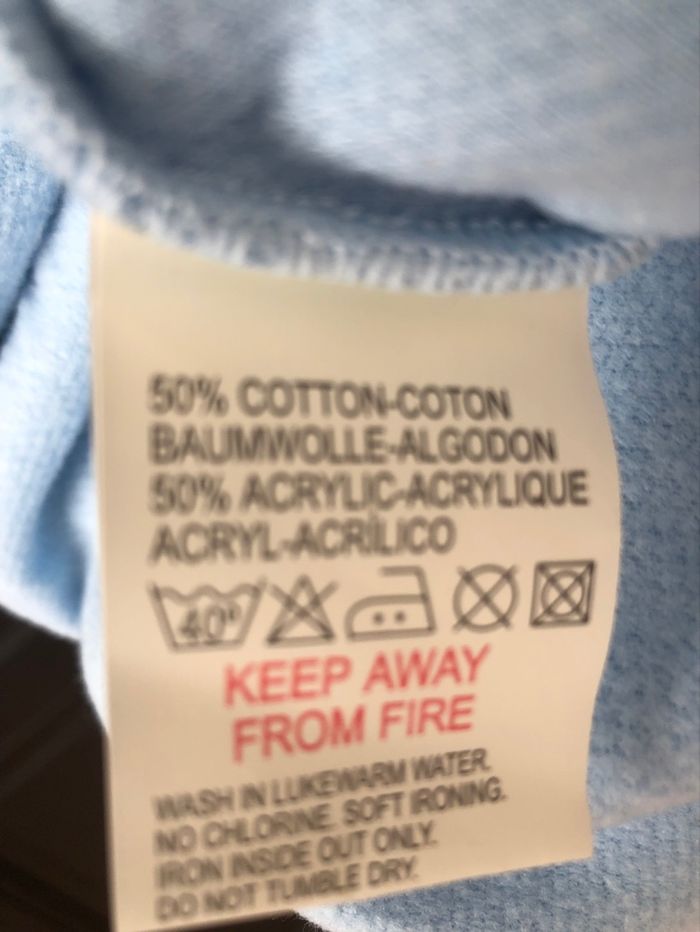 50% COTTON-COTON
BAUMWOLLE-ALGODON
50% ACRYLIC-ACRYLIQUE
ACRYL-ACRÍLICO
40°
KEEP AWAY
FROM FIRE
WASH IN LUKEWARM WATER.
NO CHLORINE. SOFT IRONING.
IRON INSIDE OUT ONLY.
DO NOT TUMBLE DRY.